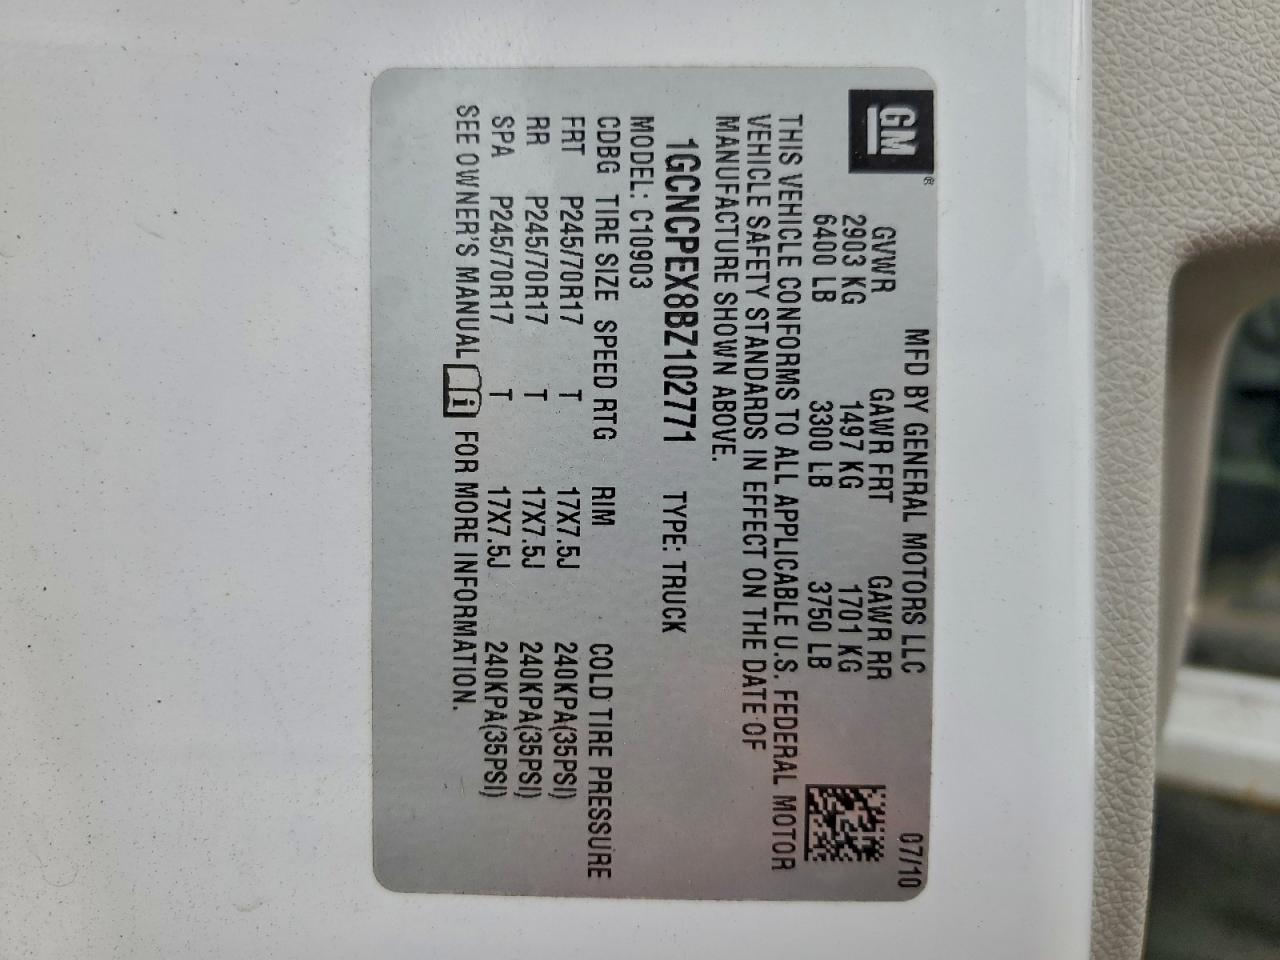 GM®
MFD BY GENERAL MOTORS LLC 07/10
GVWR GAWR FRT GAWR RR
2903 KG 1497 KG 1701 KG
6400 LB 3300 LB 3750 LB
THIS VEHICLE CONFORMS TO ALL APPLICABLE U.S. FEDERAL MOTOR
VEHICLE SAFETY STANDARDS IN EFFECT ON THE DATE OF
MANUFACTURE SHOWN ABOVE.
1GCNCPEX8BZ102771 TYPE: TRUCK
MODEL: C10903
CDBG TIRE SIZE SPEED RTG RIM COLD TIRE PRESSURE
FRT P245/70R17 T 17X7.5J 240KPA(35PSI)
RR P245/70R17 T 17X7.5J 240KPA(35PSI)
SPA P245/70R17 T 17X7.5J 240KPA(35PSI)
SEE OWNER'S MANUAL i FOR MORE INFORMATION.